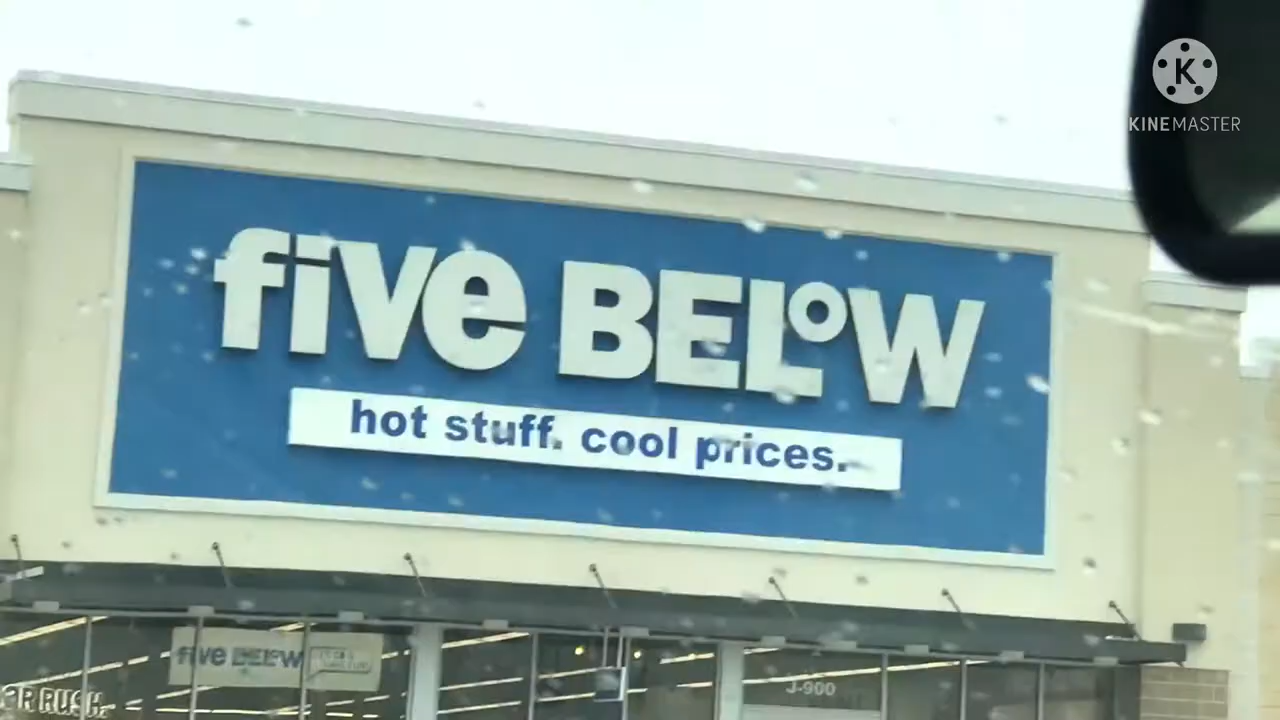 K
KINEMASTER
five BELOW
hot stuff. cool prices.
five BELOW
J-900